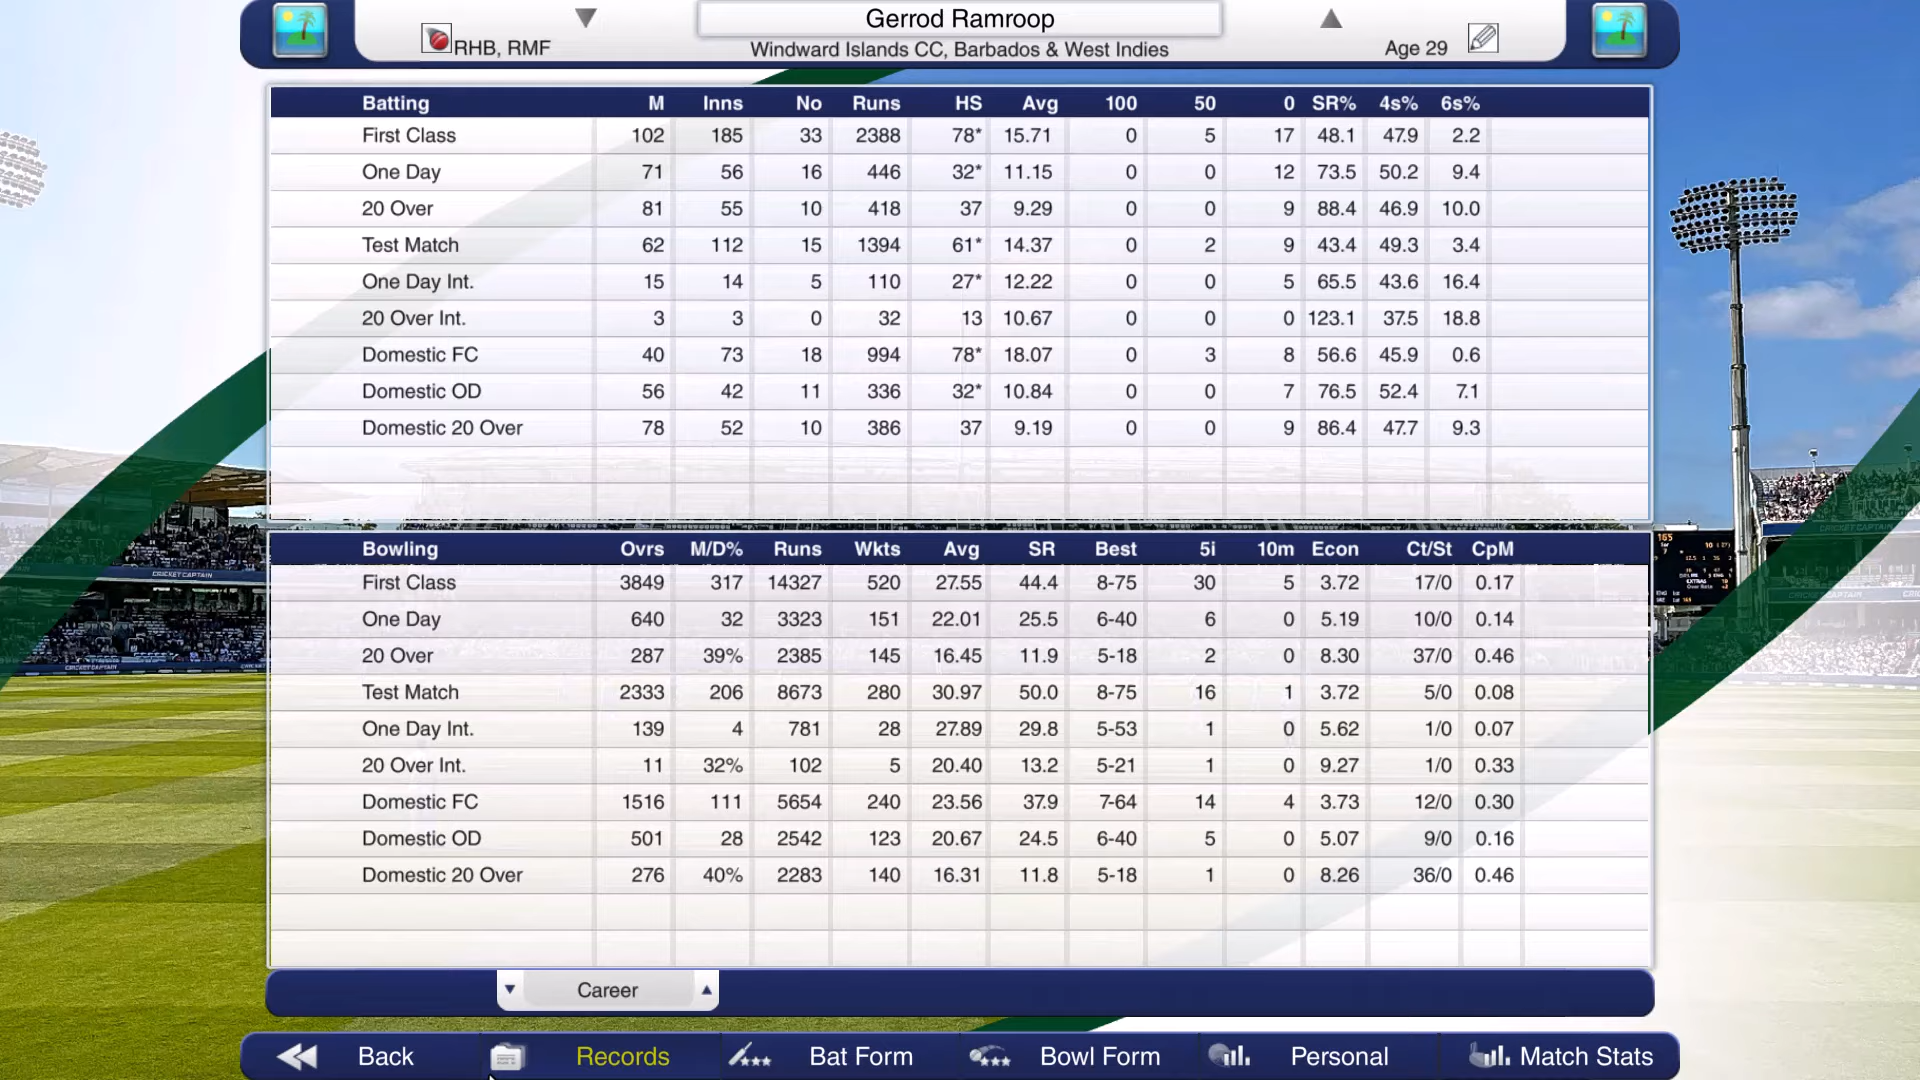 Gerrod Ramroop
RHB, RMF
Windward Islands CC, Barbados & West Indies
Age 29
Batting M Inns No Runs HS Avg 100 50 0 SR% 4s% 6s%
First Class 102 185 33 2388 78* 15.71 0 5 17 48.1 47.9 2.2
One Day 71 56 16 446 32* 11.15 0 0 12 73.5 50.2 9.4
20 Over 81 55 10 418 37 9.29 0 0 9 88.4 46.9 10.0
Test Match 62 112 15 1394 61* 14.37 0 2 9 43.4 49.3 3.4
One Day Int. 15 14 5 110 27* 12.22 0 0 5 65.5 43.6 16.4
20 Over Int. 3 3 0 32 13 10.67 0 0 0 123.1 37.5 18.8
Domestic FC 40 73 18 994 78* 18.07 0 3 8 56.6 45.9 0.6
Domestic OD 56 42 11 336 32* 10.84 0 0 7 76.5 52.4 7.1
Domestic 20 Over 78 52 10 386 37 9.19 0 0 9 86.4 47.7 9.3
Bowling Ovrs M/D% Runs Wkts Avg SR Best 5i 10m Econ Ct/St CpM
First Class 3849 317 14327 520 27.55 44.4 8-75 30 5 3.72 17/0 0.17
One Day 640 32 3323 151 22.01 25.5 6-40 6 0 5.19 10/0 0.14
20 Over 287 39% 2385 145 16.45 11.9 5-18 2 0 8.30 37/0 0.46
Test Match 2333 206 8673 280 30.97 50.0 8-75 16 1 3.72 5/0 0.08
One Day Int. 139 4 781 28 27.89 29.8 5-53 1 0 5.62 1/0 0.07
20 Over Int. 11 32% 102 5 20.40 13.2 5-21 1 0 9.27 1/0 0.33
Domestic FC 1516 111 5654 240 23.56 37.9 7-64 14 4 3.73 12/0 0.30
Domestic OD 501 28 2542 123 20.67 24.5 6-40 5 0 5.07 9/0 0.16
Domestic 20 Over 276 40% 2283 140 16.31 11.8 5-18 1 0 8.26 36/0 0.46
CRICKET CAPTAIN
CRICKET CAPTAIN
CRICKET CAPTAIN
165
Career
Back
Records
Bat Form
Bowl Form
Personal
Match Stats